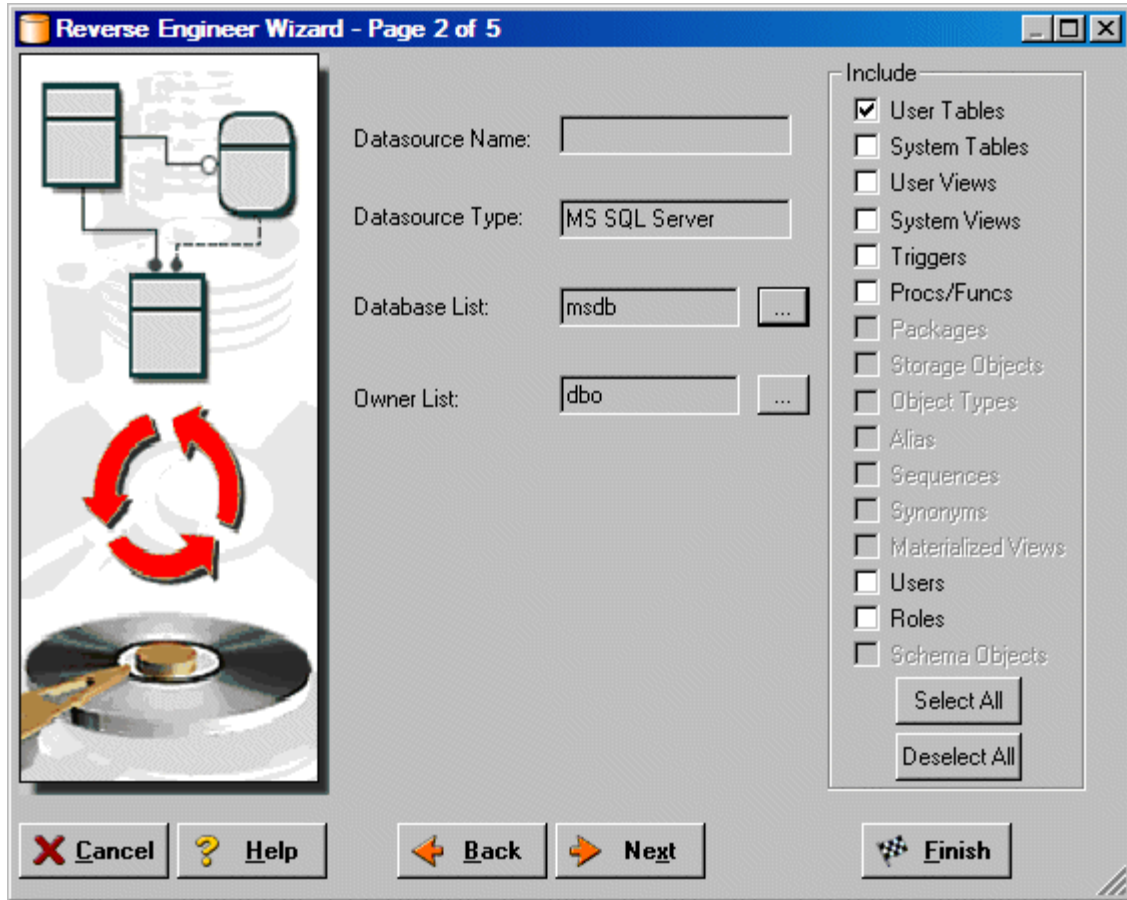 Reverse Engineer Wizard - Page 2 of 5
Datasource Name:
Datasource Type: MS SQL Server
Database List: msdb ...
Owner List: dbo ...
Include
User Tables
System Tables
User Views
System Views
Triggers
Procs/Funcs
Packages
Storage Objects
Object Types
Alias
Sequences
Synonyms
Materialized Views
Users
Roles
Schema Objects
Select All
Deselect All
Cancel Help Back Next Finish